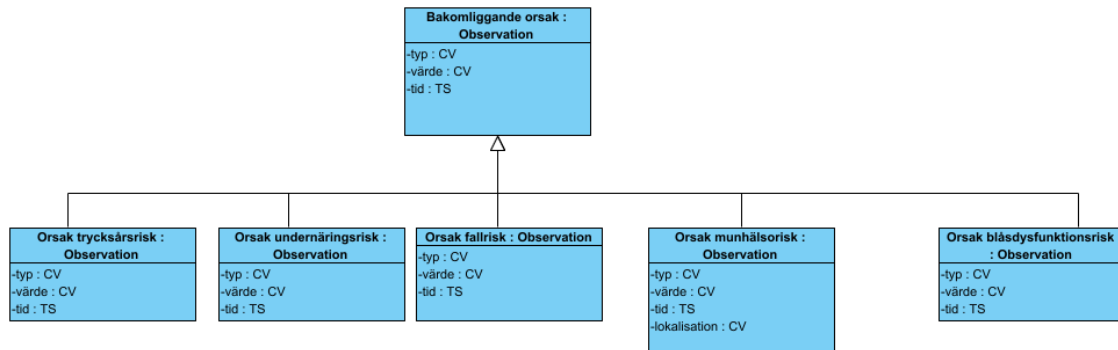 Bakomliggande orsak :
Observation
-typ : CV
-värde : CV
-tid : TS
Orsak trycksårsrisk :
Observation
-typ : CV
-värde : CV
-tid : TS
Orsak undernäringsrisk :
Observation
-typ : CV
-värde : CV
-tid : TS
Orsak fallrisk : Observation
-typ : CV
-värde : CV
-tid : TS
Orsak munhälsorisk :
Observation
-typ : CV
-värde : CV
-tid : TS
-lokalisation : CV
Orsak blåsdysfunktionsrisk
: Observation
-typ : CV
-värde : CV
-tid : TS